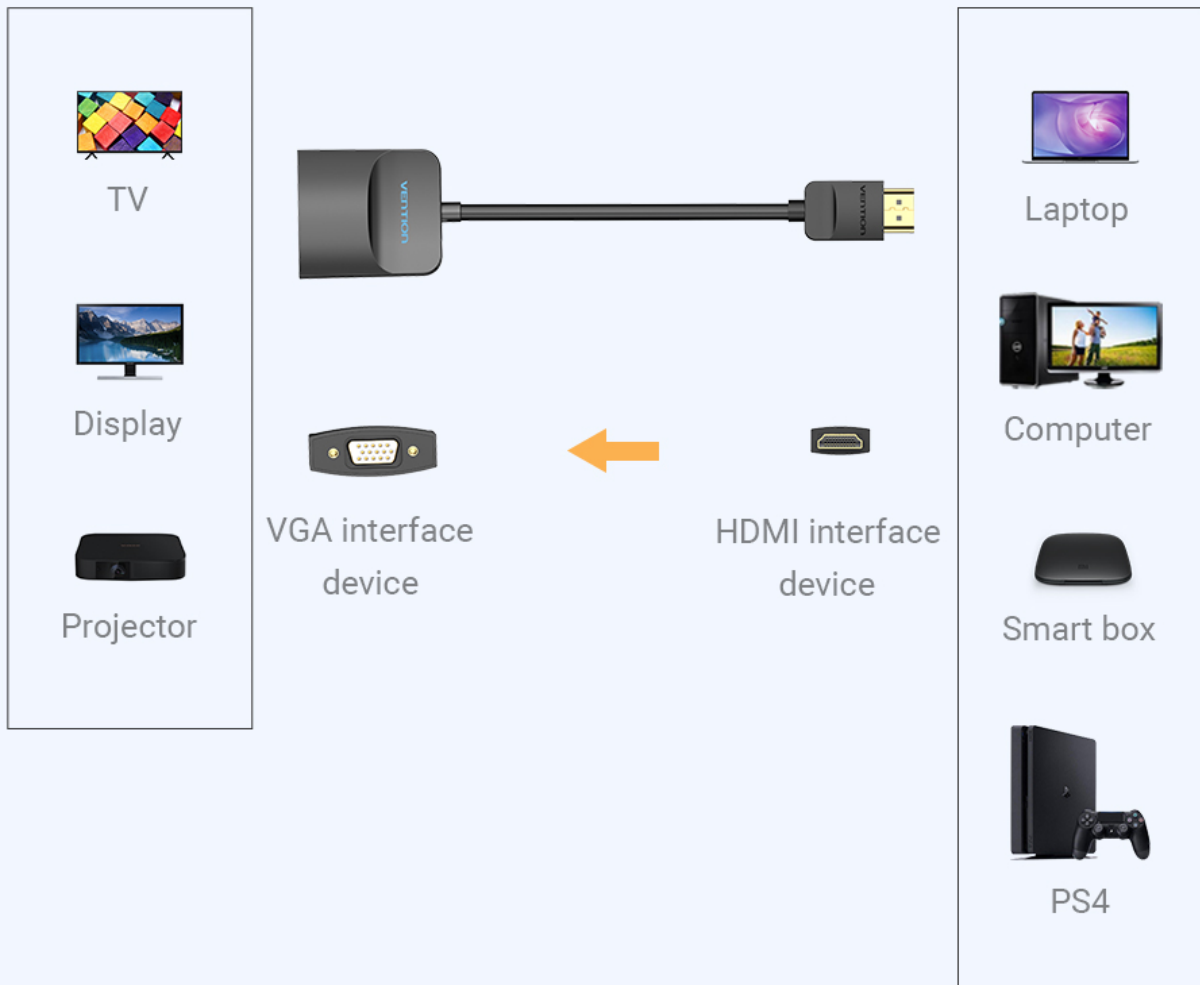 TV
Display
Projector
VENTION
VENTION
VGA interface
device
HDMI interface
device
Laptop
Computer
Smart box
PS4